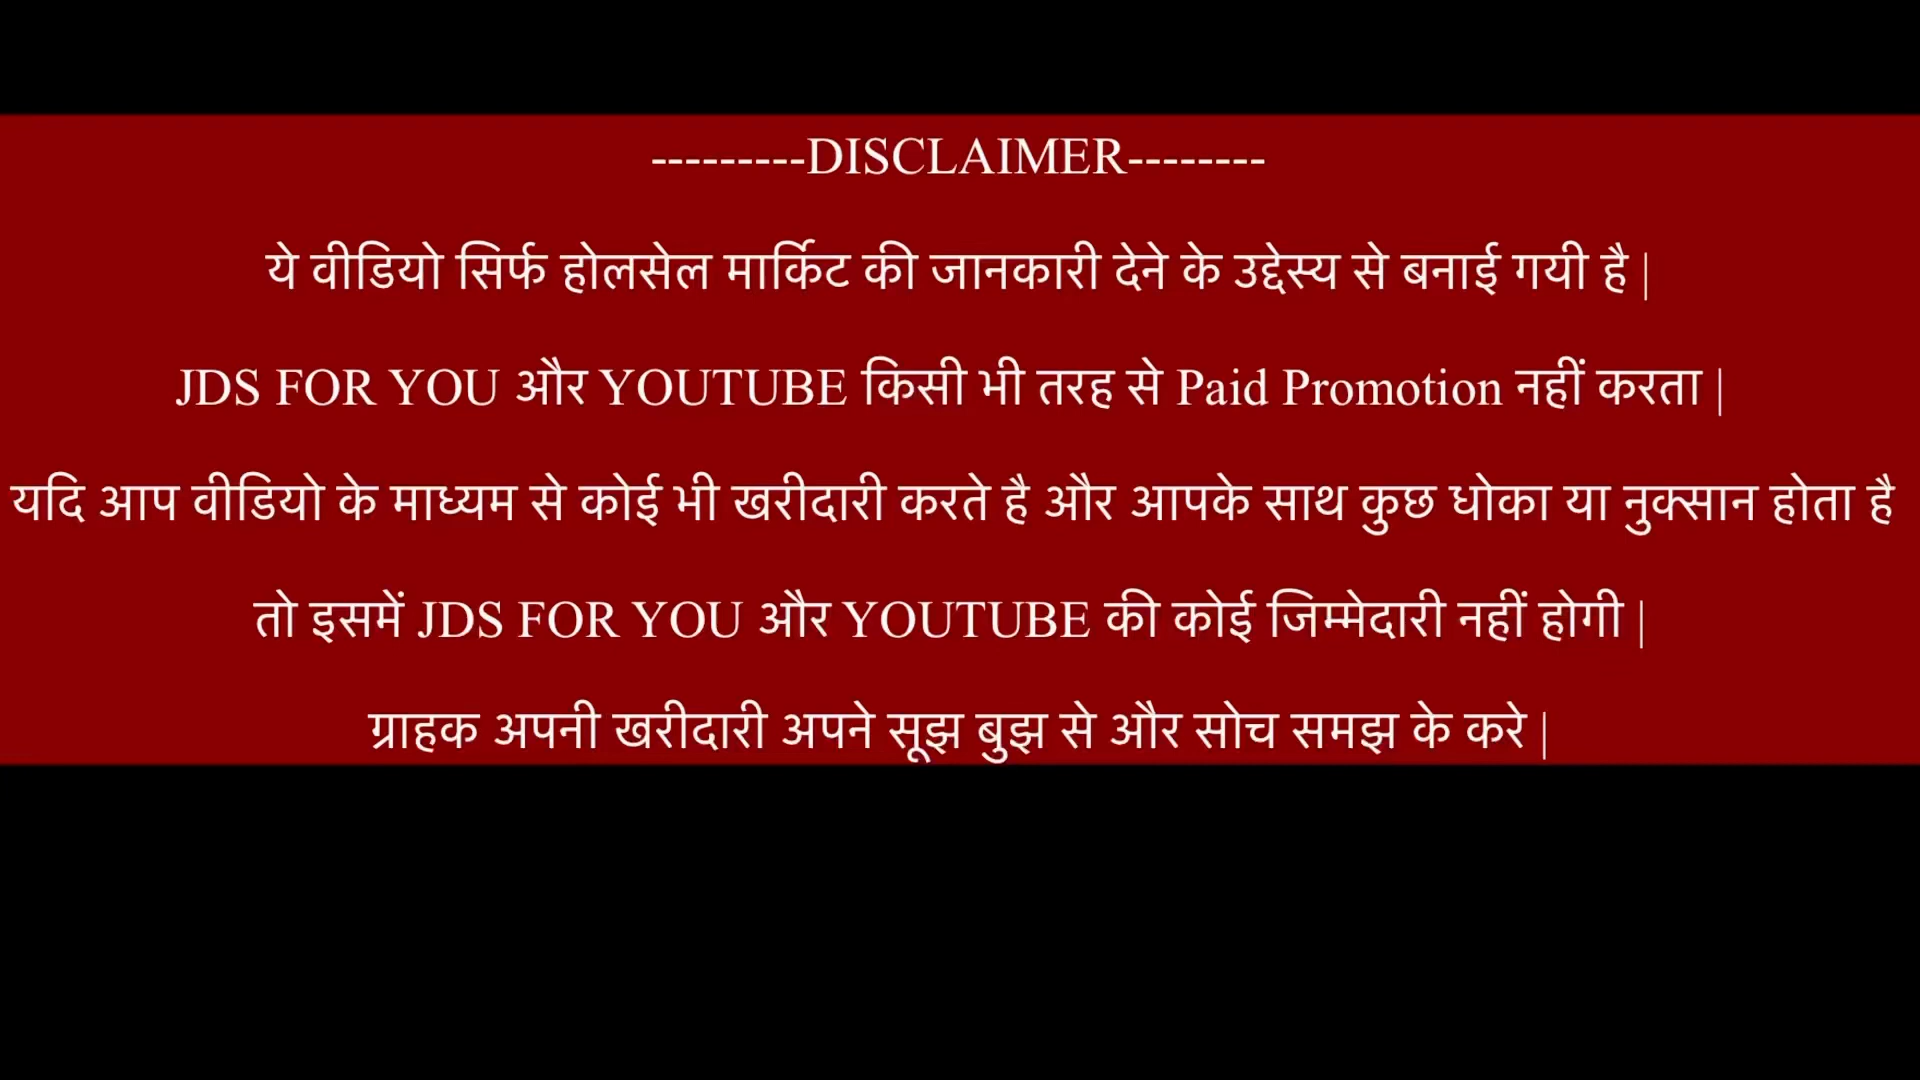 ---------DISCLAIMER--------
ये वीडियो सिर्फ होलसेल मार्किट की जानकारी देने के उद्देस्य से बनाई गयी है |
JDS FOR YOU और YOUTUBE किसी भी तरह से Paid Promotion नहीं करता |
यदि आप वीडियो के माध्यम से कोई भी खरीदारी करते है और आपके साथ कुछ धोका या नुक्सान होता है
तो इसमें JDS FOR YOU और YOUTUBE की कोई जिम्मेदारी नहीं होगी |
ग्राहक अपनी खरीदारी अपने सूझ बुझ से और सोच समझ के करे |